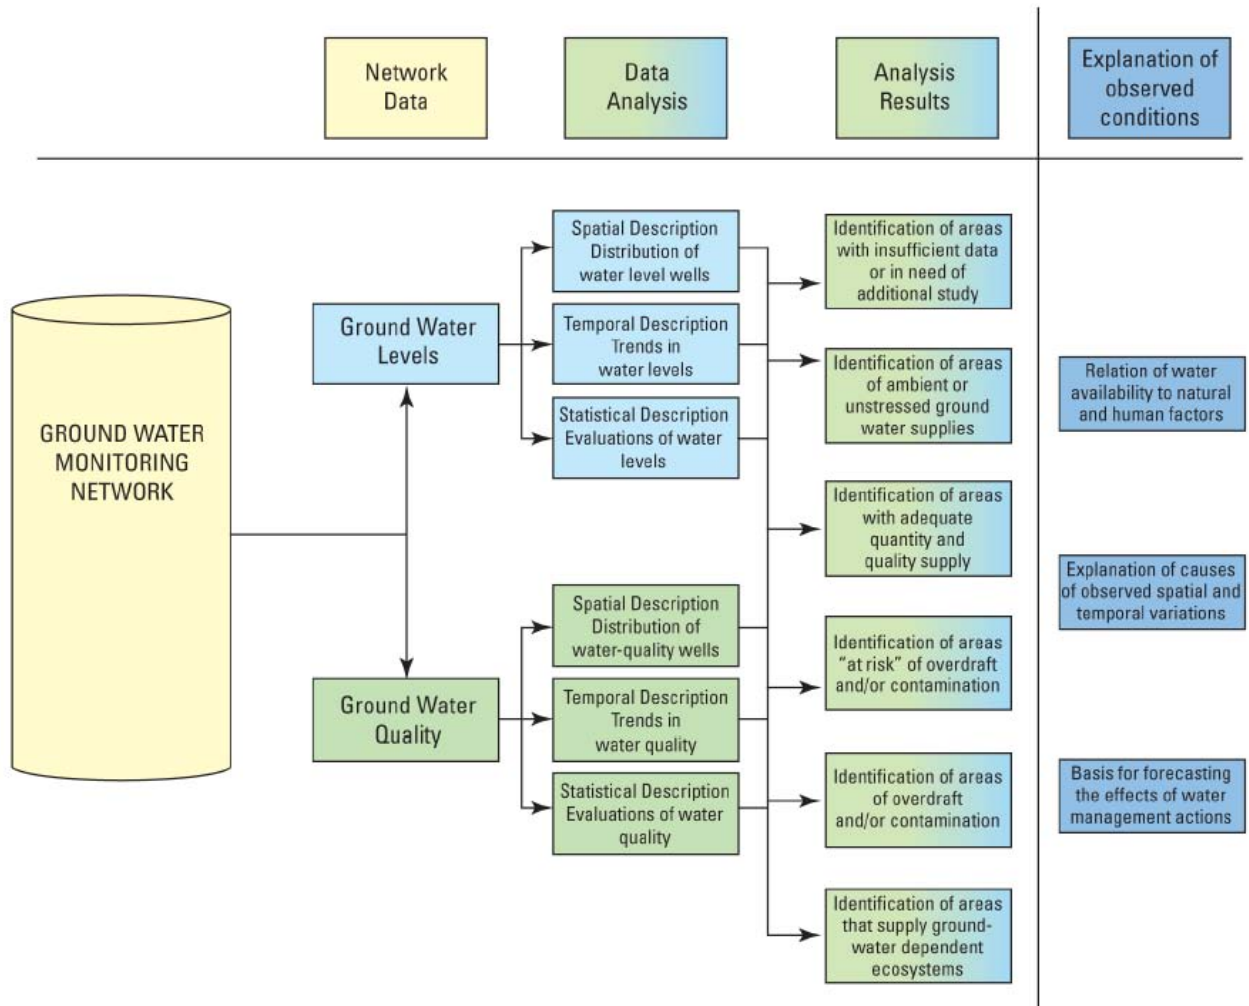 Network
Data
Data
Analysis
Analysis
Results
Explanation of
observed
conditions
GROUND WATER
MONITORING
NETWORK
Ground Water
Levels
Ground Water
Quality
Spatial Description
Distribution of
water level wells
Temporal Description
Trends in
water levels
Statistical Description
Evaluations of water
levels
Spatial Description
Distribution of
water-quality wells
Temporal Description
Trends in
water quality
Statistical Description
Evaluations of water
quality
Identification of areas
with insufficient data
or in need of
additional study
Identification of areas
of ambient or
unstressed ground
water supplies
Identification of areas
with adequate
quantity and
quality supply
Identification of areas
“at risk” of overdraft
and/or contamination
Identification of areas
of overdraft
and/or contamination
Identification of areas
that supply ground-
water dependent
ecosystems
Relation of water
availability to natural
and human factors
Explanation of causes
of observed spatial and
temporal variations
Basis for forecasting
the effects of water
management actions